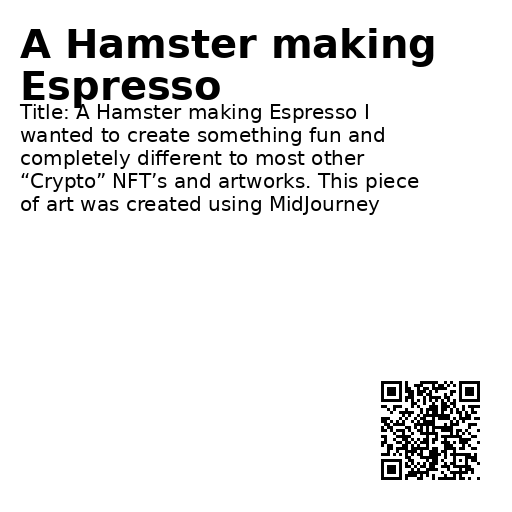 A Hamster making
Espresso
Title: A Hamster making Espresso I
wanted to create something fun and
completely different to most other
“Crypto” NFT’s and artworks. This piece
of art was created using MidJourney